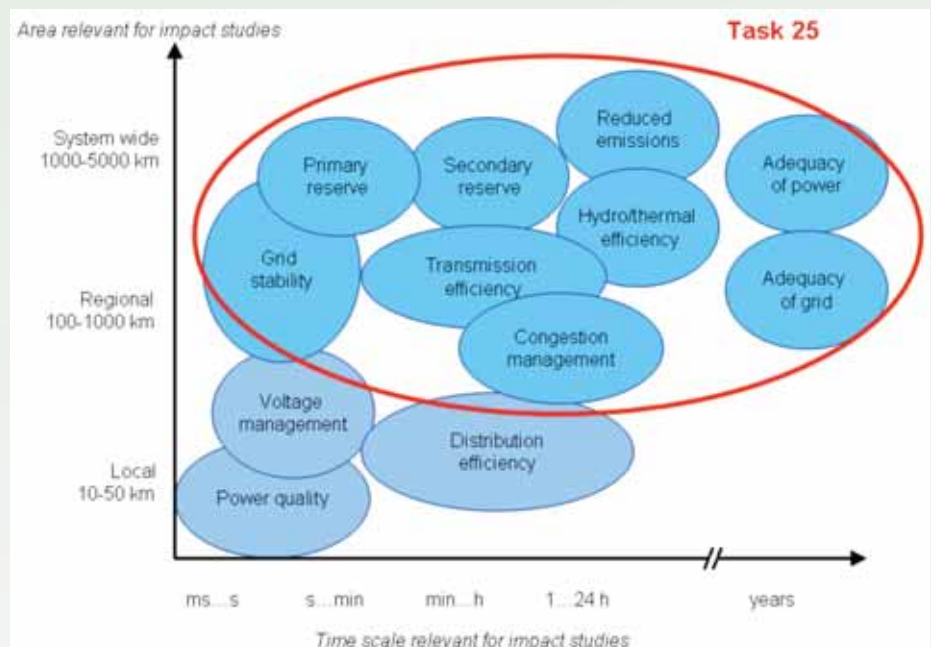 Area relevant for impact studies
Task 25
System wide
1000-5000 km
Regional
100-1000 km
Local
10-50 km
Primary
reserve
Secondary
reserve
Reduced
emissions
Adequacy
of power
Grid
stability
Transmission
efficiency
Hydro/thermal
efficiency
Adequacy
of grid
Congestion
management
Voltage
management
Distribution
efficiency
Power quality
ms....s
s....min
min....h
1....24 h
years
Time scale relevant for impact studies